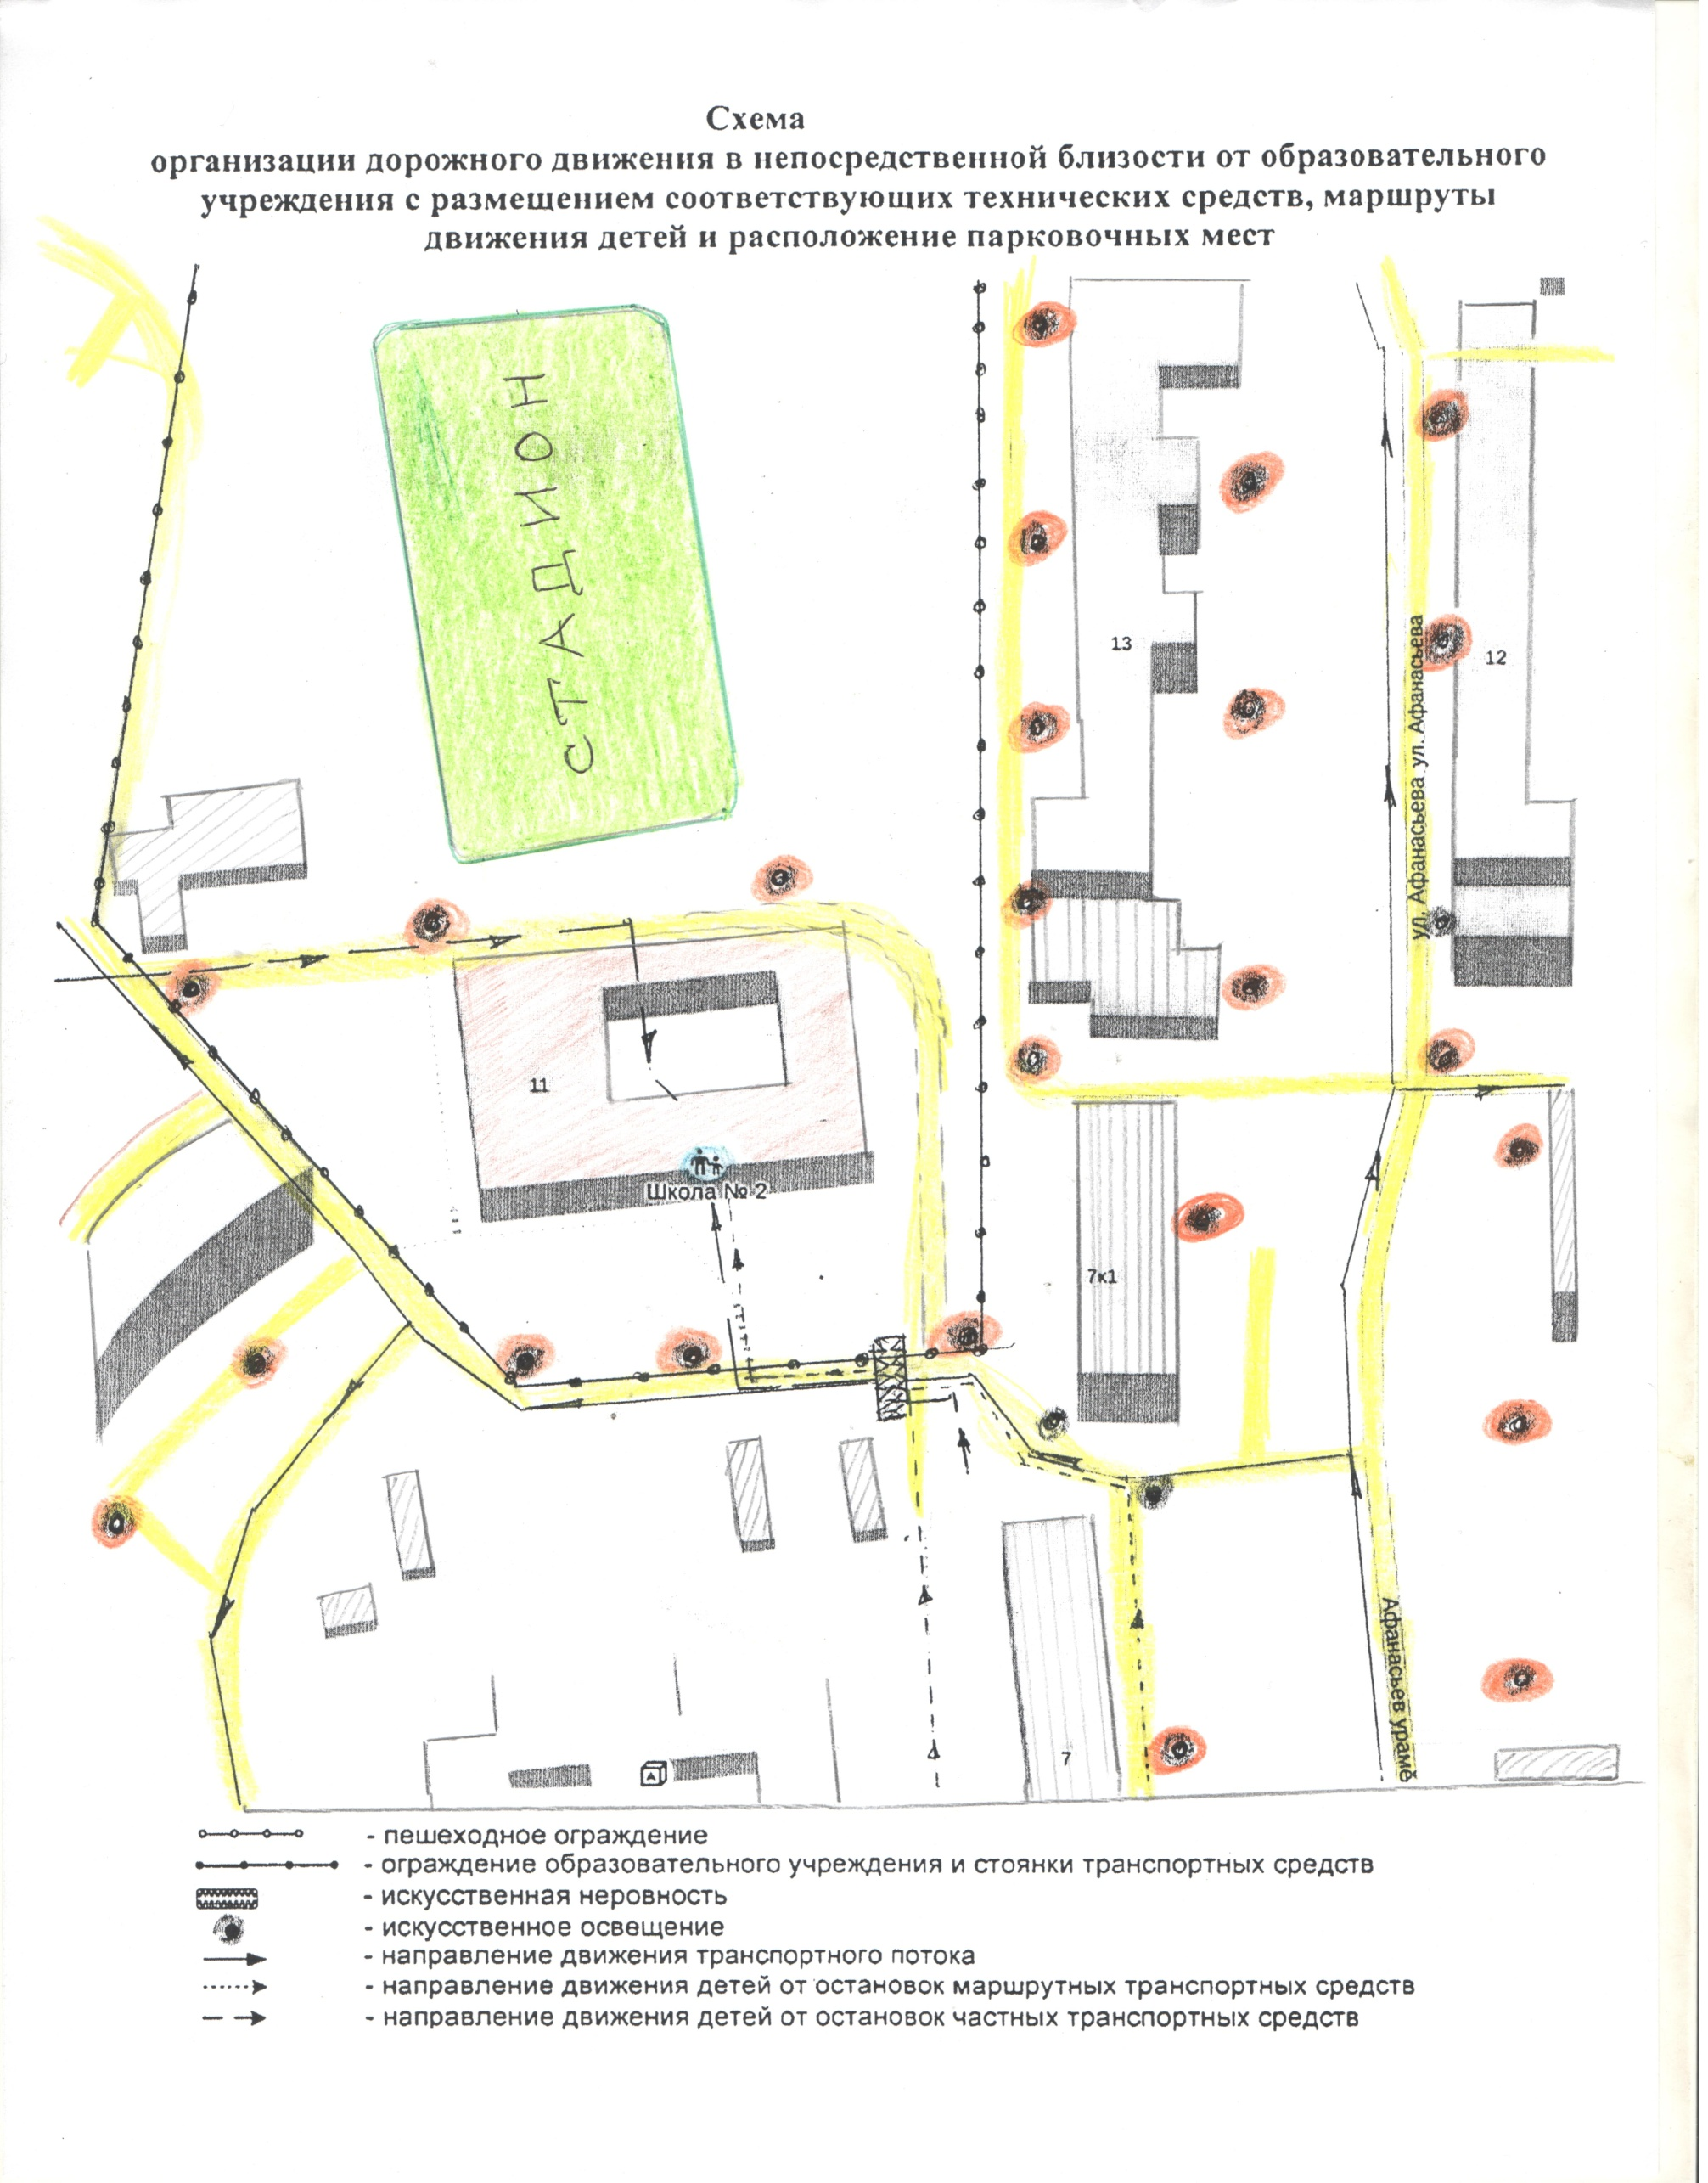 Схема
организации дорожного движения в непосредственной близости от образовательного
учреждения с размещением соответствующих технических средств, маршруты
движения детей и расположение парковочных мест
СТАДИОН
13
12
ул. Афанасьева ул. Афанасьева
11
Школа № 2
7к1
7
А
Афанасьев урамĕ
- пешеходное ограждение
- ограждение образовательного учреждения и стоянки транспортных средств
- искусственная неровность
- искусственное освещение
- направление движения транспортного потока
- направление движения детей от остановок маршрутных транспортных средств
- направление движения детей от остановок частных транспортных средств